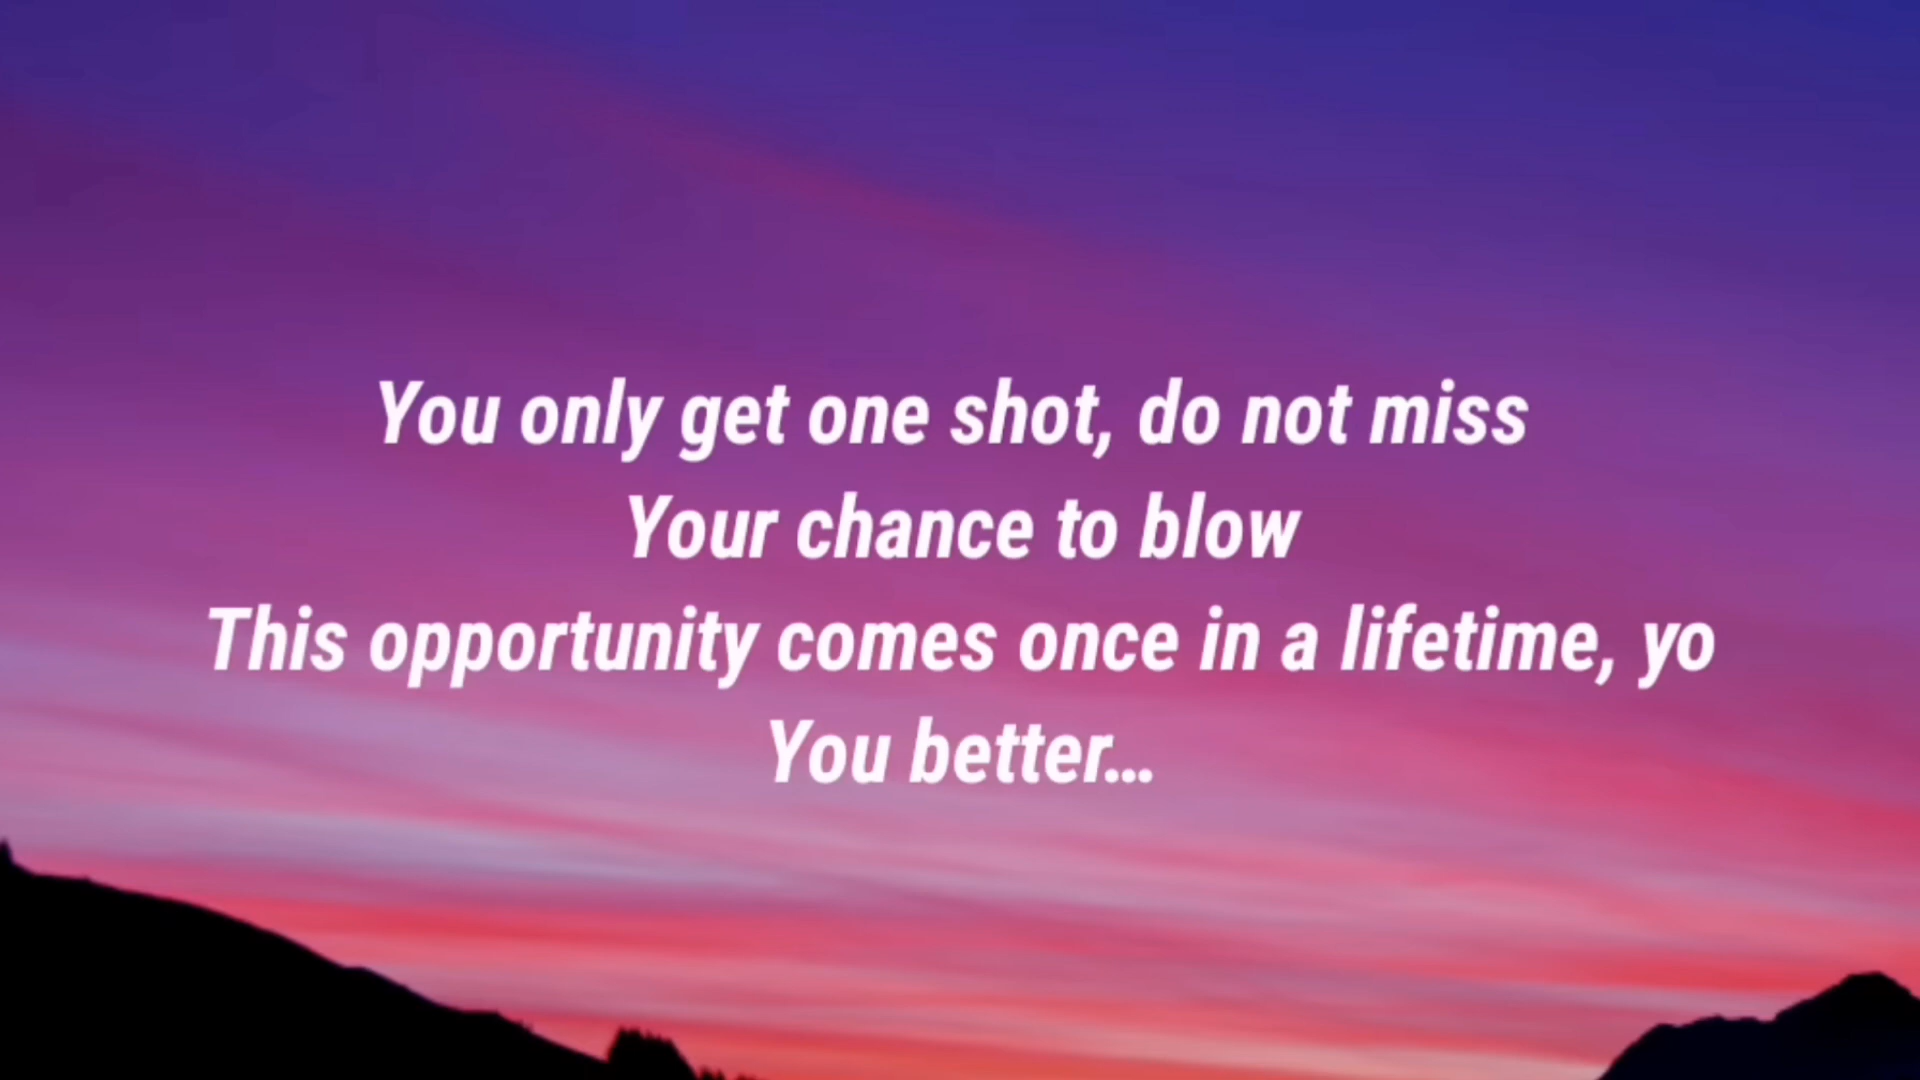 You only get one shot, do not miss
Your chance to blow
This opportunity comes once in a lifetime, yo
You better...